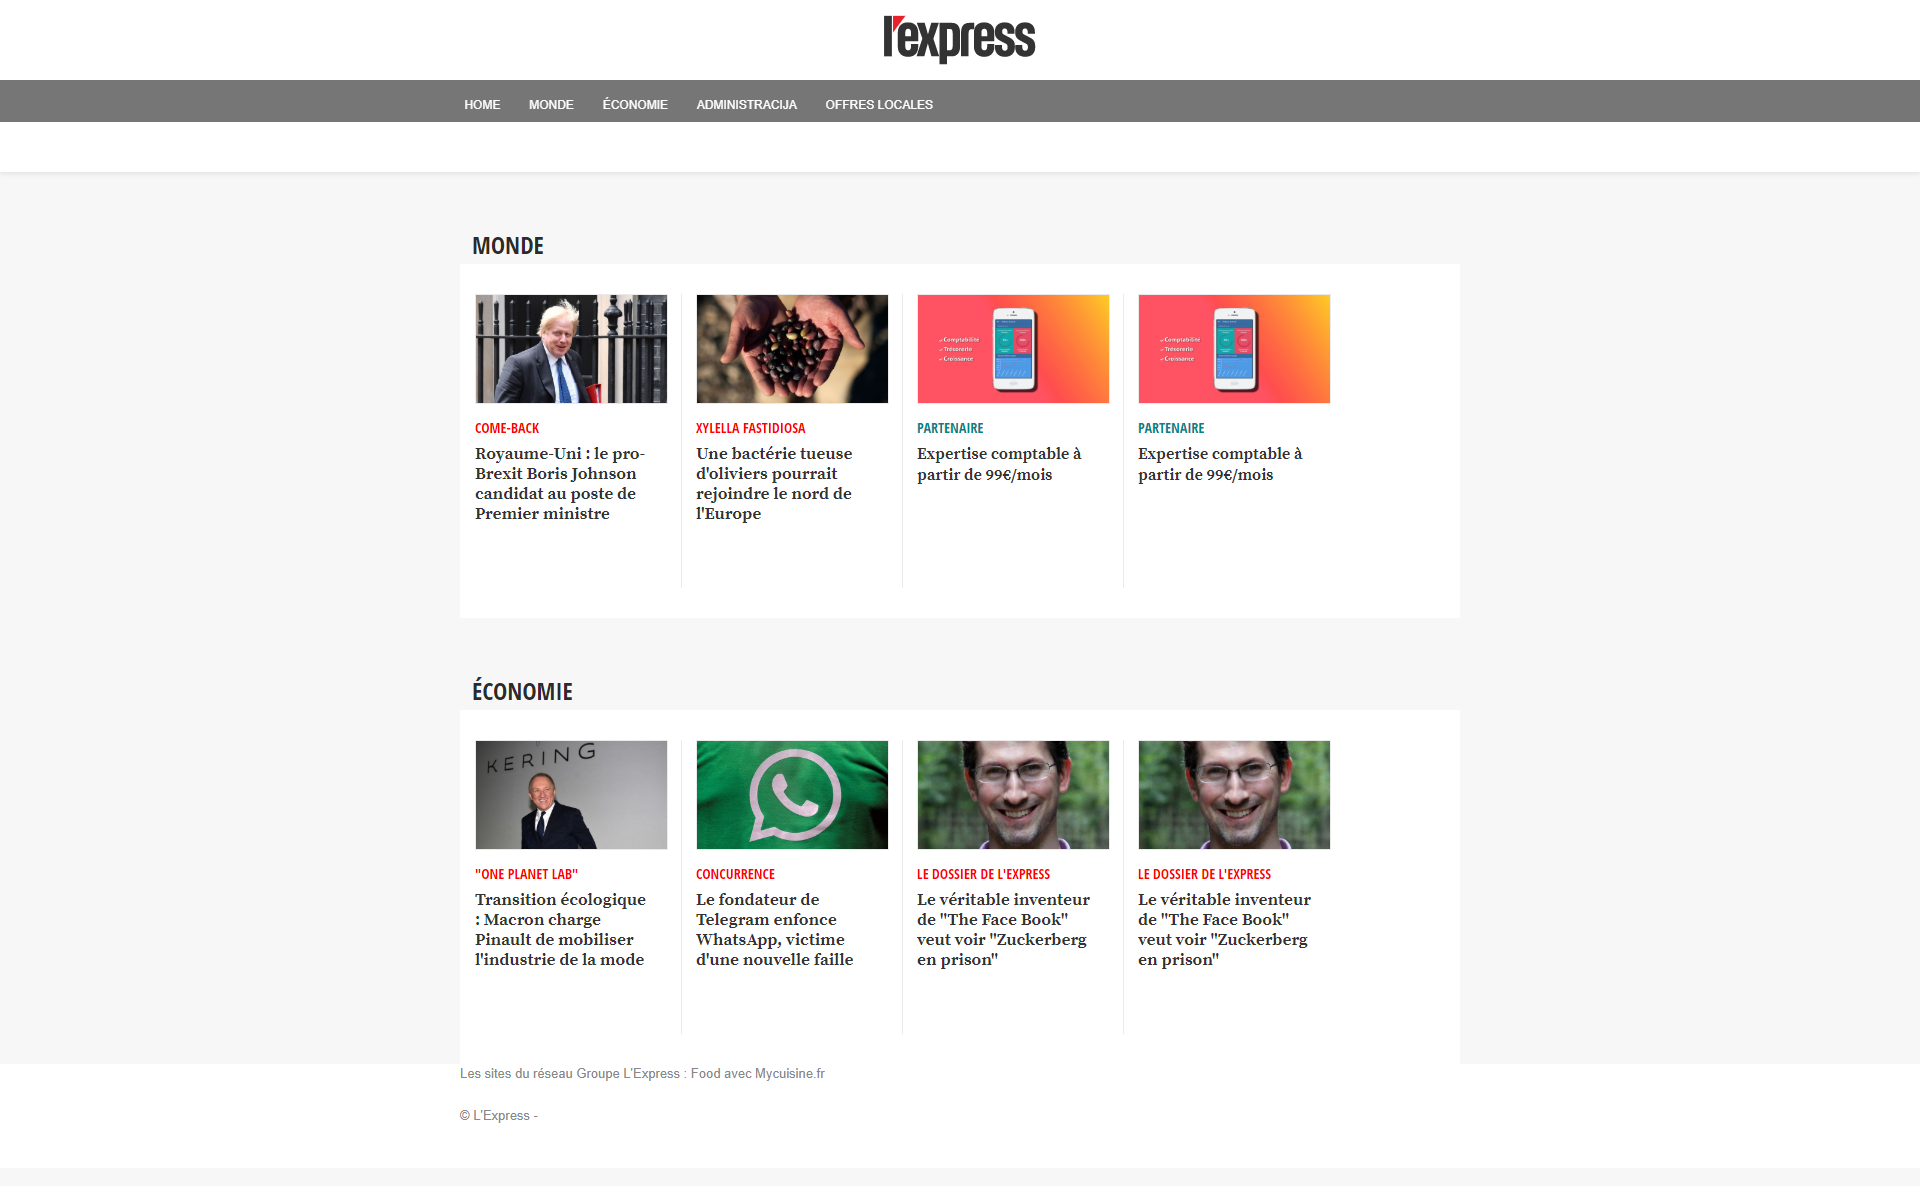 l'express
HOME MONDE ÉCONOMIE ADMINISTRACIJA OFFRES LOCALES
MONDE
✓ Comptabilité
✓ Trésorerie
✓ Croissance
✓ Comptabilité
✓ Trésorerie
✓ Croissance
COME-BACK
Royaume-Uni : le pro-
Brexit Boris Johnson
candidat au poste de
Premier ministre
XYLELLA FASTIDIOSA
Une bactérie tueuse
d'oliviers pourrait
rejoindre le nord de
l'Europe
PARTENAIRE
Expertise comptable à
partir de 99€/mois
PARTENAIRE
Expertise comptable à
partir de 99€/mois
ÉCONOMIE
KERING
"ONE PLANET LAB"
Transition écologique
: Macron charge
Pinault de mobiliser
l'industrie de la mode
CONCURRENCE
Le fondateur de
Telegram enfonce
WhatsApp, victime
d'une nouvelle faille
LE DOSSIER DE L'EXPRESS
Le véritable inventeur
de "The Face Book"
veut voir "Zuckerberg
en prison"
LE DOSSIER DE L'EXPRESS
Le véritable inventeur
de "The Face Book"
veut voir "Zuckerberg
en prison"
Les sites du réseau Groupe L'Express : Food avec Mycuisine.fr
© L'Express -